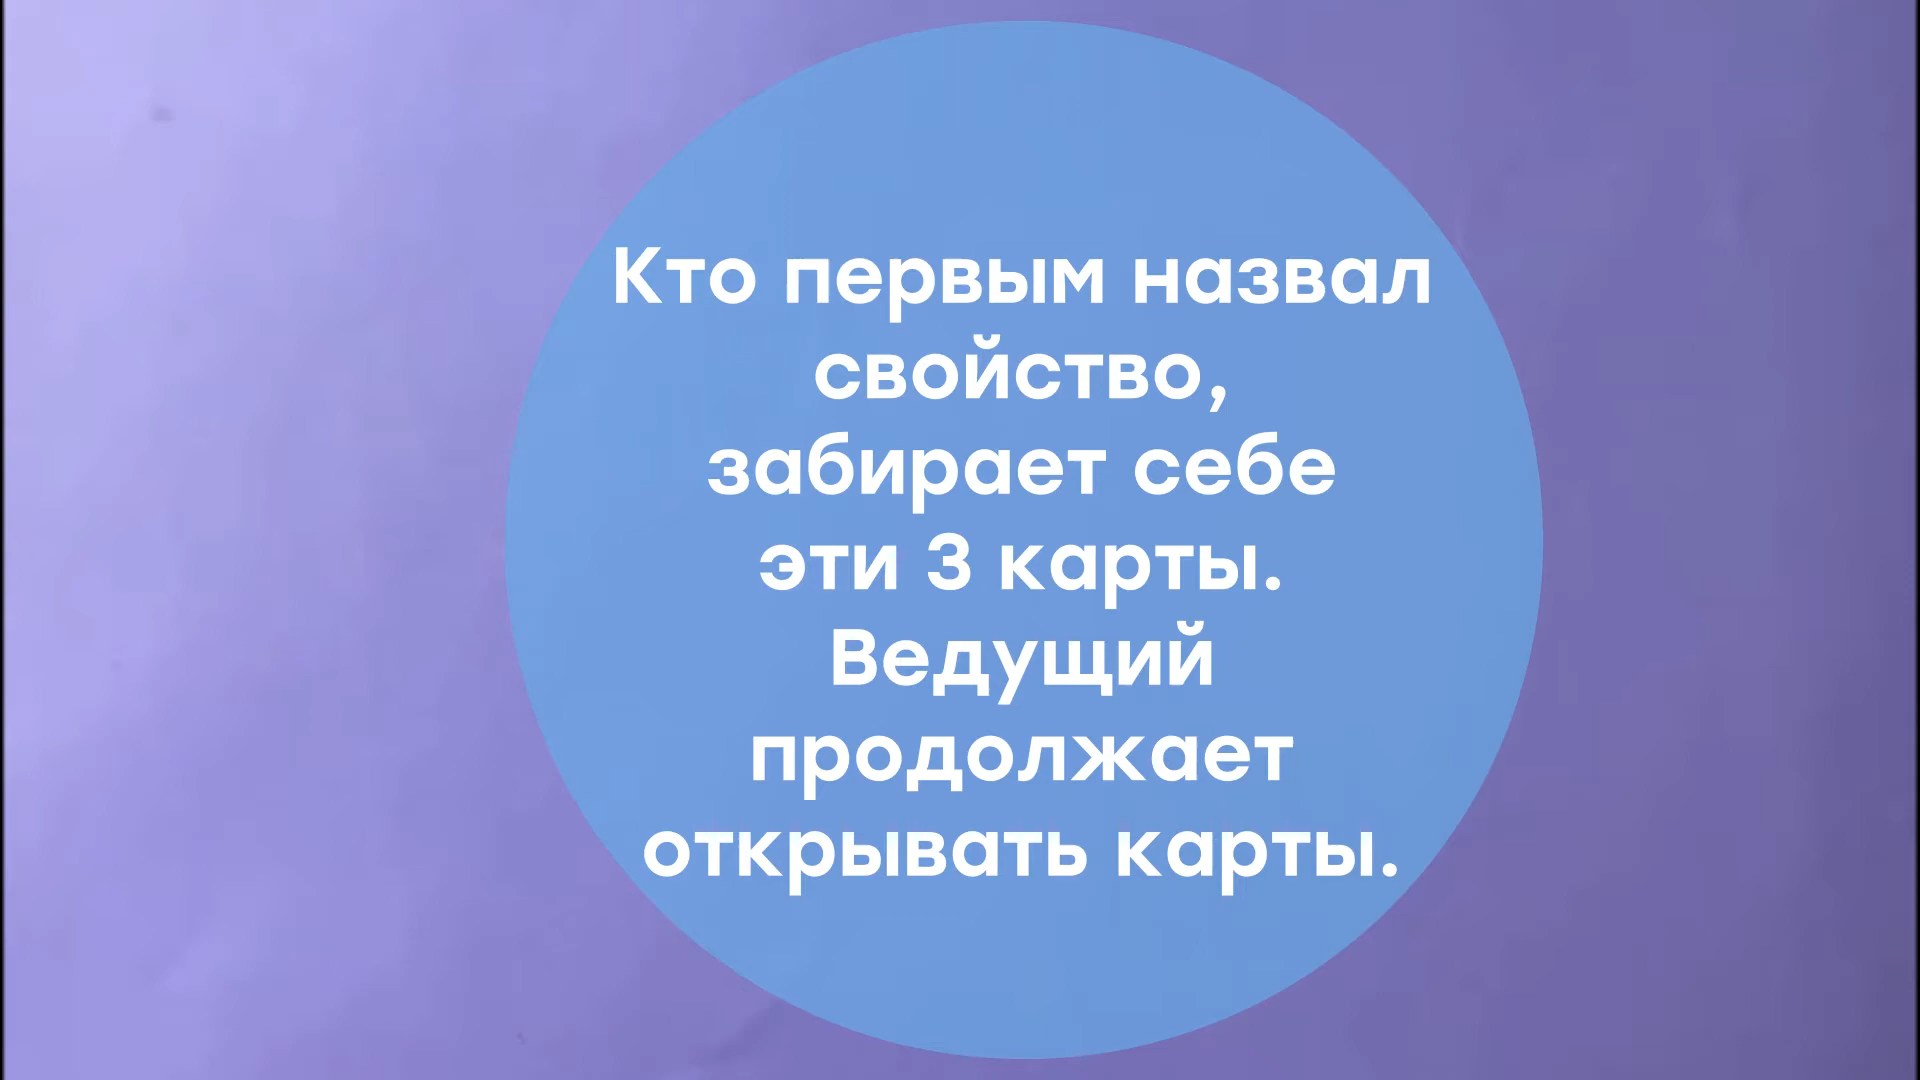 Кто первым назвал
свойство,
забирает себе
эти 3 карты.
Ведущий
продолжает
открывать карты.